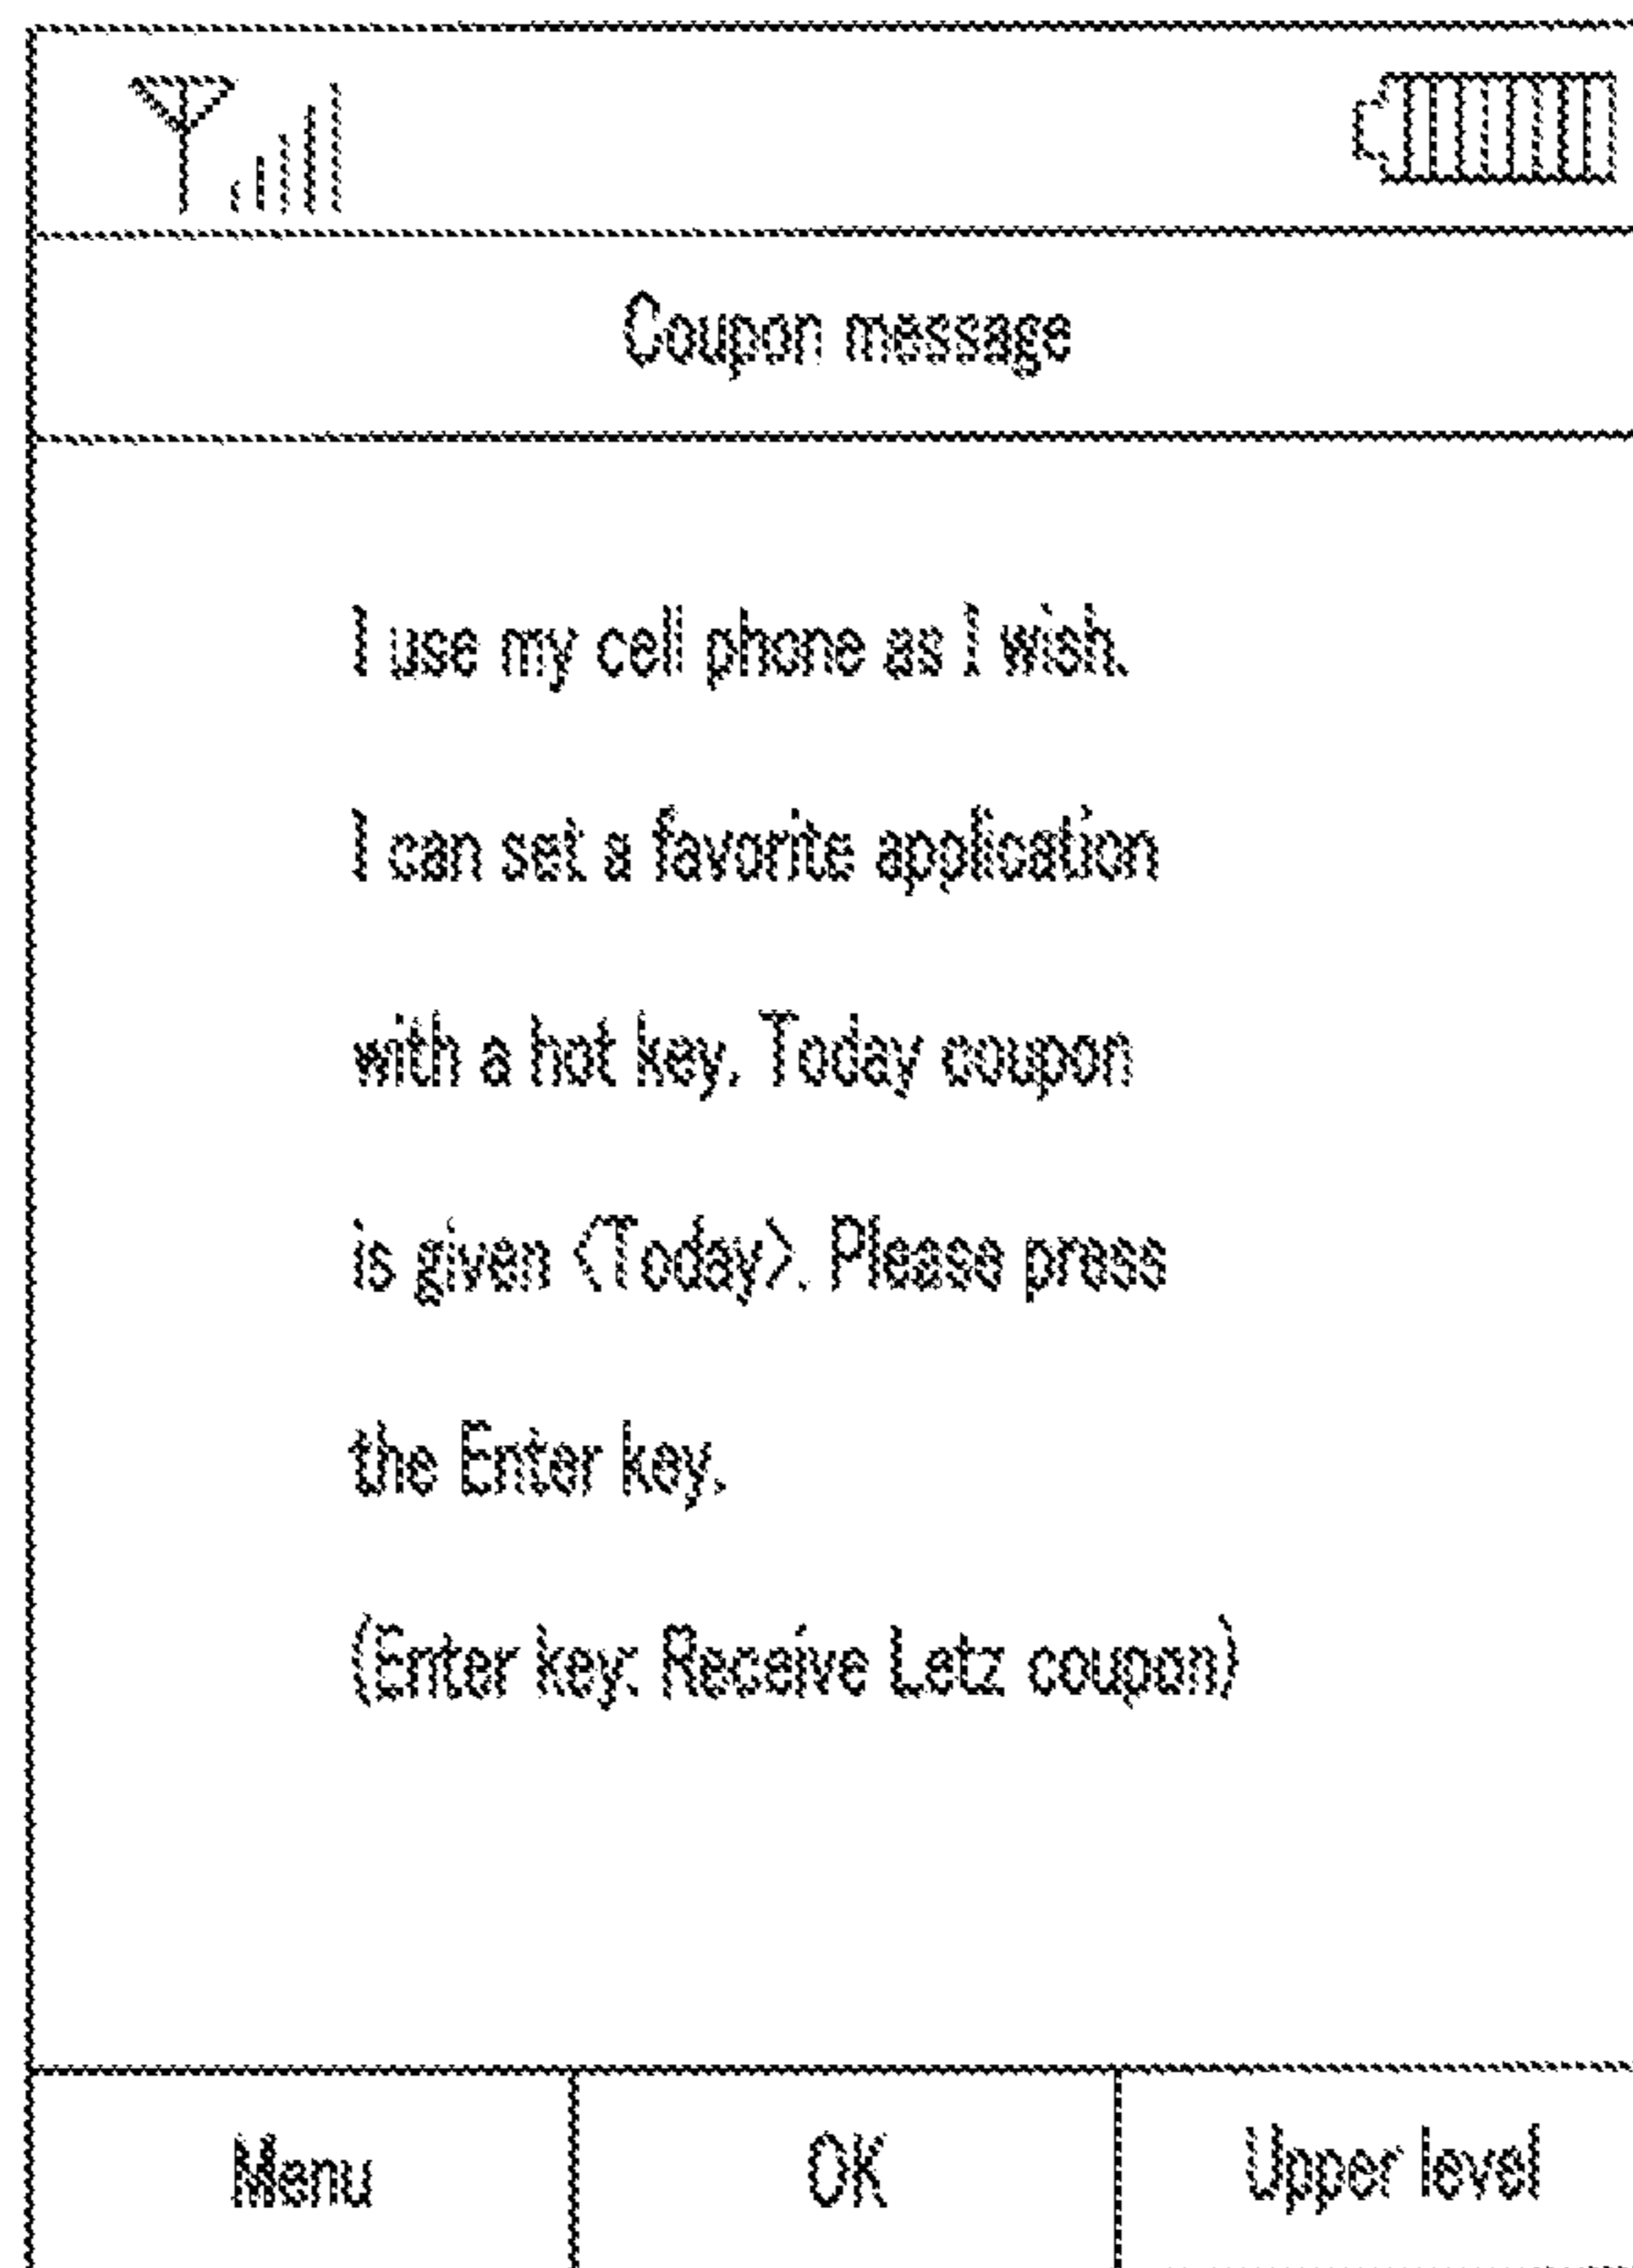 Coupon message
I use my cell phone as I wish.
I can set a favorite application
with a hot key. Today coupon
is given <Today>. Please press
the Enter key.
(Enter key: Receive Letz coupon)
Menu OK Upper level